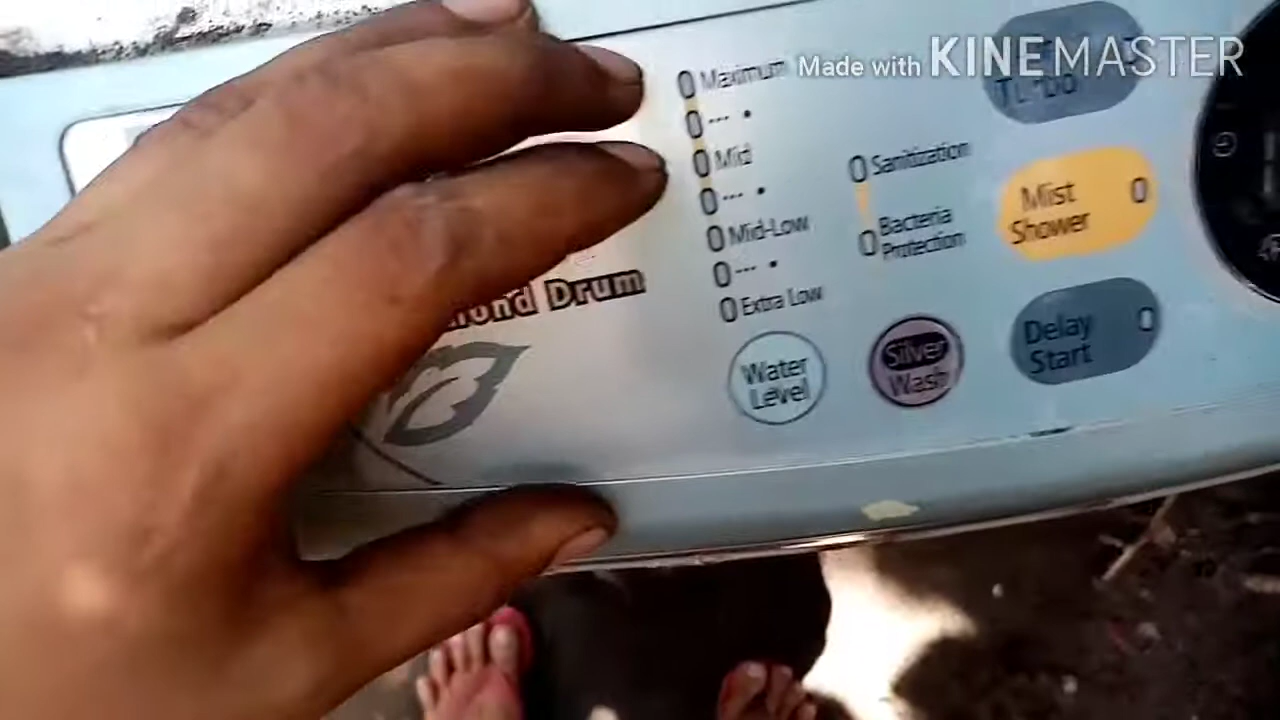 Made with KINEMASTER
Maximum
Mid
Mid-Low
Extra Low
Water
Level
Sanitization
Bacteria
Protection
Silver
Wash
Mist
Shower
Delay
Start
Drum